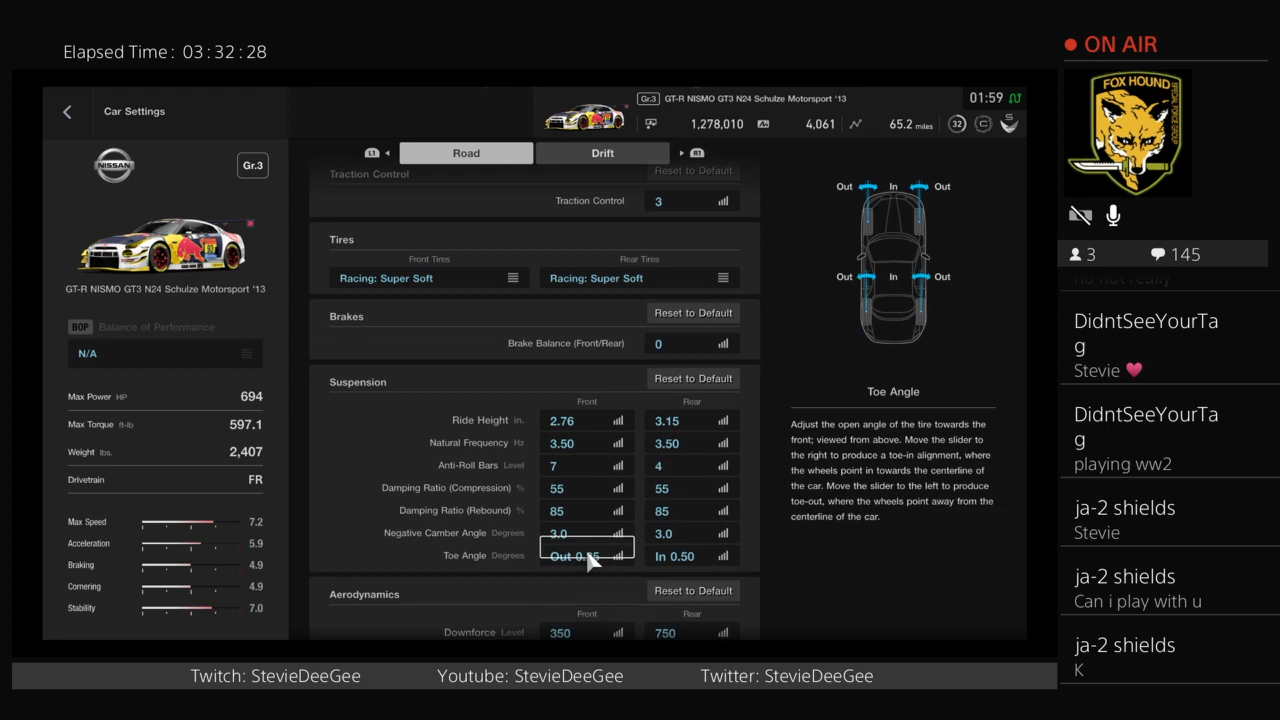 Elapsed Time: 03:32:28
ON AIR
FOX HOUND
SPECIAL FORCE GROUP
3
145
DidntSeeYourTa
g
Stevie ♥
DidntSeeYourTa
g
playing ww2
ja-2 shields
Stevie
ja-2 shields
Can i play with u
ja-2 shields
K
Car Settings
Gr.3 GT-R NISMO GT3 N24 Schulze Motorsport '13
01:59
1,278,010
4,061
65.2 miles
32
NISSAN
Gr.3
GT-R NISMO GT3 N24 Schulze Motorsport '13
BOP Balance of Performance
N/A
Max Power HP 694
Max Torque ft-lb 597.1
Weight lbs. 2,407
Drivetrain FR
Max Speed 7.2
Acceleration 5.9
Braking 4.9
Cornering 4.9
Stability 7.0
L1 Road Drift R1
Traction Control Reset to Default
Traction Control 3
Tires
Front Tires Rear Tires
Racing: Super Soft Racing: Super Soft
Brakes Reset to Default
Brake Balance (Front/Rear) 0
Suspension Reset to Default
Front Rear
Ride Height in. 2.76 3.15
Natural Frequency Hz 3.50 3.50
Anti-Roll Bars Level 7 4
Damping Ratio (Compression) % 55 55
Damping Ratio (Rebound) % 85 85
Negative Camber Angle Degrees 3.0 3.0
Toe Angle Degrees Out In 0.50
Aerodynamics Reset to Default
Front Rear
Downforce Level 350 750
Out In Out
Out In Out
Toe Angle
Adjust the open angle of the tire towards the
front; viewed from above. Move the slider to
the right to produce a toe-in alignment, where
the wheels point in towards the centerline of
the car. Move the slider to the left to produce
toe-out, where the wheels point away from the
centerline of the car.
Twitch: StevieDeeGee Youtube: StevieDeeGee Twitter: StevieDeeGee